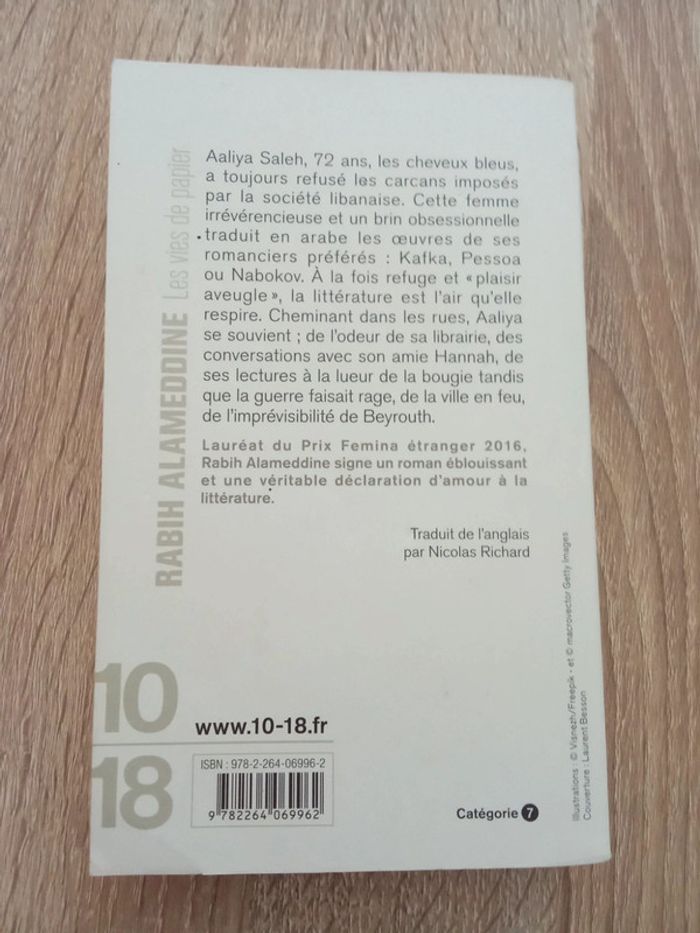 RABIH ALAMEDDINE Les vies de papier
Aaliya Saleh, 72 ans, les cheveux bleus,
a toujours refusé les carcans imposés
par la société libanaise. Cette femme
irrévérencieuse et un brin obsessionnelle
traduit en arabe les œuvres de ses
romanciers préférés : Kafka, Pessoa
ou Nabokov. À la fois refuge et « plaisir
aveugle », la littérature est l'air qu'elle
respire. Cheminant dans les rues, Aaliya
se souvient ; de l'odeur de sa librairie, des
conversations avec son amie Hannah, de
ses lectures à la lueur de la bougie tandis
que la guerre faisait rage, de la ville en feu,
de l'imprévisibilité de Beyrouth.
Lauréat du Prix Femina étranger 2016,
Rabih Alameddine signe un roman éblouissant
et une véritable déclaration d'amour à la
littérature.
Traduit de l'anglais
par Nicolas Richard
10
18
www.10-18.fr
ISBN : 978-2-264-06996-2
9 782264 069962
Catégorie 7
Illustrations : © Visnezh/Freepik - et © macrovector Getty Images
Couverture : Laurent Besson